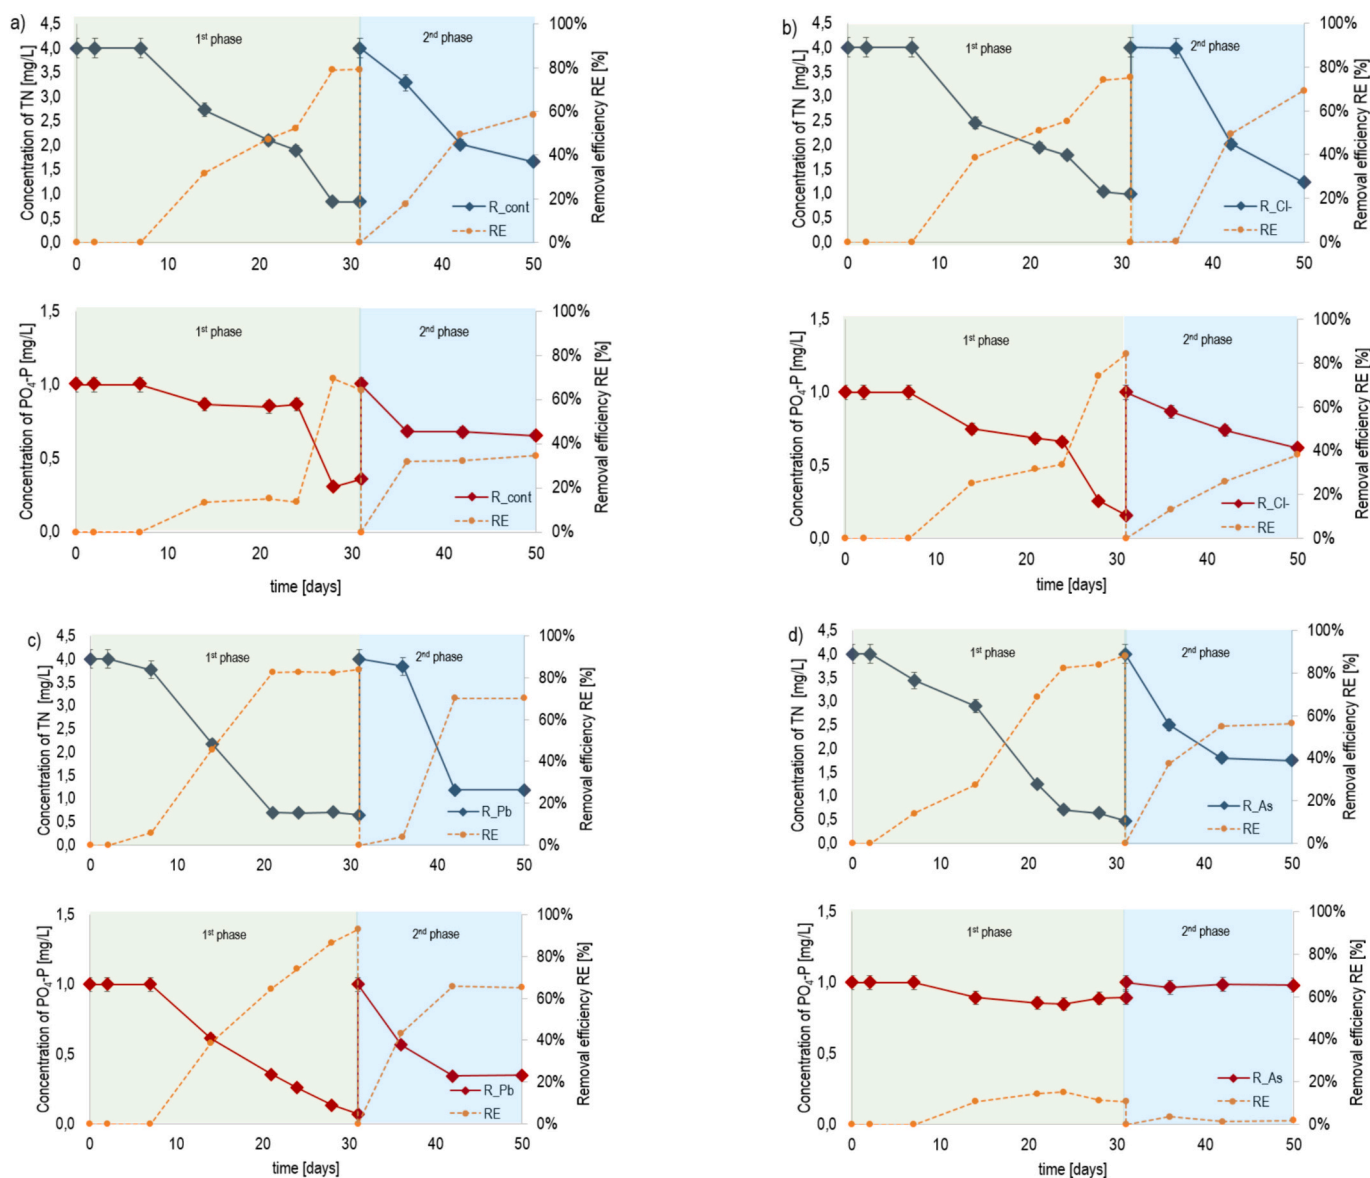 a)
Concentration of TN [mg/L]
4,5
4,0
3,5
3,0
2,5
2,0
1,5
1,0
0,5
0,0
1st phase
2nd phase
R_cont
RE
100%
80%
60%
40%
20%
0%
Removal efficiency RE [%]
0
10
20
30
40
50
Concentration of PO4-P [mg/L]
1,5
1,0
0,5
0,0
1st phase
2nd phase
R_cont
RE
100%
80%
60%
40%
20%
0%
Removal efficiency RE [%]
0
10
20
30
40
50
time [days]
b)
Concentration of TN [mg/L]
4,5
4,0
3,5
3,0
2,5
2,0
1,5
1,0
0,5
0,0
1st phase
2nd phase
R_Cl-
RE
100%
80%
60%
40%
20%
0%
Removal efficiency RE [%]
0
10
20
30
40
50
Concentration of PO4-P [mg/L]
1,5
1,0
0,5
0,0
1st phase
2nd phase
R_Cl-
RE
100%
80%
60%
40%
20%
0%
Removal efficiency RE [%]
0
10
20
30
40
50
time [days]
c)
Concentration of TN [mg/L]
4,5
4,0
3,5
3,0
2,5
2,0
1,5
1,0
0,5
0,0
1st phase
2nd phase
R_Pb
RE
100%
80%
60%
40%
20%
0%
Removal efficiency RE [%]
0
10
20
30
40
50
Concentration of PO4-P [mg/L]
1,5
1,0
0,5
0,0
1st phase
2nd phase
R_Pb
RE
100%
80%
60%
40%
20%
0%
Removal efficiency RE [%]
0
10
20
30
40
50
time [days]
d)
Concentration of TN [mg/L]
4,5
4,0
3,5
3,0
2,5
2,0
1,5
1,0
0,5
0,0
1st phase
2nd phase
R_As
RE
100%
80%
60%
40%
20%
0%
Removal efficiency RE [%]
0
10
20
30
40
50
Concentration of PO4-P [mg/L]
1,5
1,0
0,5
0,0
1st phase
2nd phase
R_As
RE
100%
80%
60%
40%
20%
0%
Removal efficiency RE [%]
0
10
20
30
40
50
time [days]